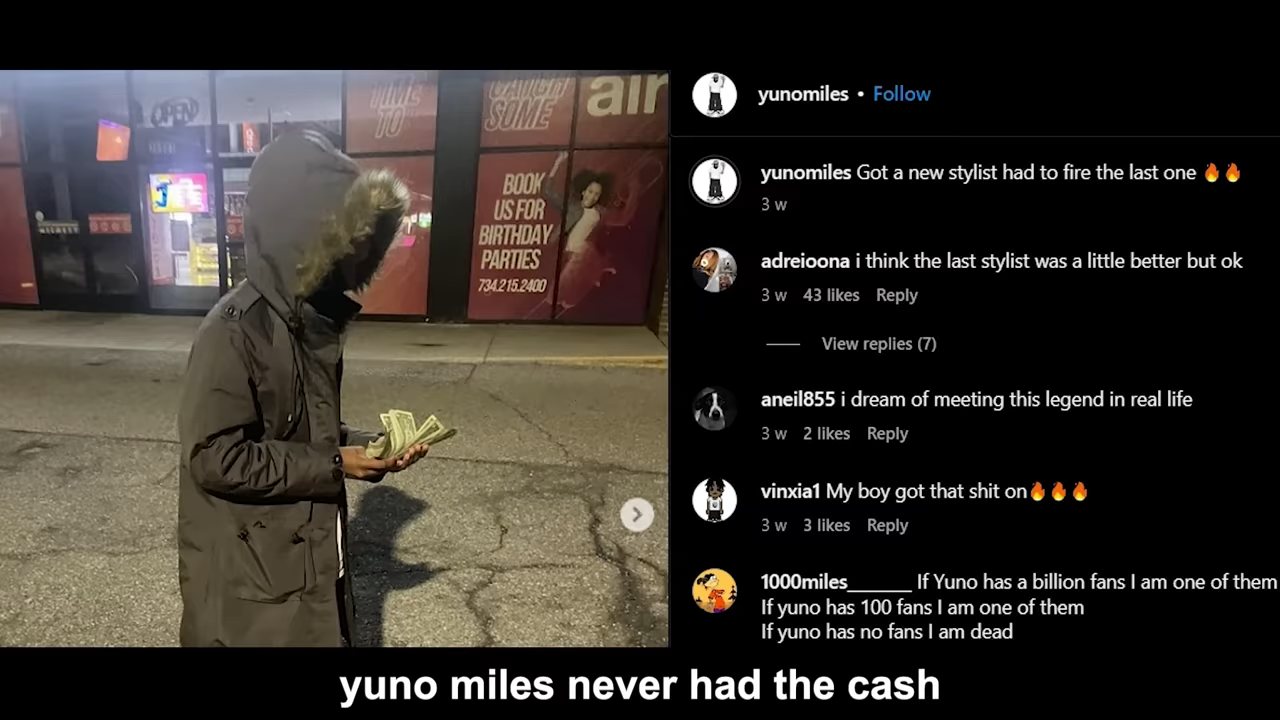 OPEN
TIME
TO
CATCH
SOME
air
BOOK
US FOR
BIRTHDAY
PARTIES
734.215.2400
yunomiles • Follow
yunomiles Got a new stylist had to fire the last one 🔥🔥
3 w
adreioona i think the last stylist was a little better but ok
3 w 43 likes Reply
View replies (7)
aneil855 i dream of meeting this legend in real life
3 w 2 likes Reply
vinxia1 My boy got that shit on🔥🔥🔥
3 w 3 likes Reply
1000miles_______ If Yuno has a billion fans I am one of them
If yuno has 100 fans I am one of them
If yuno has no fans I am dead
yuno miles never had the cash